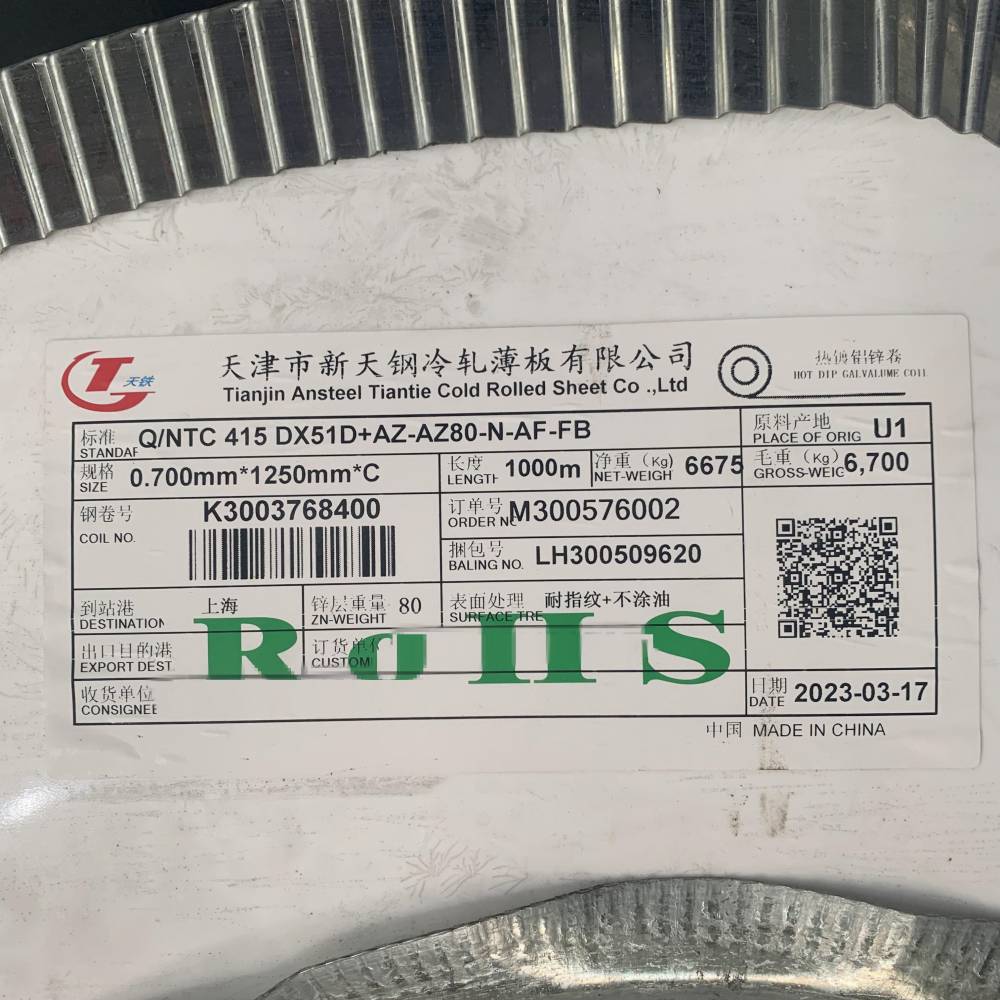 天铁
天津市新天钢冷轧薄板有限公司
Tianjin Ansteel Tiantie Cold Rolled Sheet Co .,Ltd
热镀铝锌卷
HOT DIP GALVALUME COIL
标准 Q/NTC 415 DX51D+AZ-AZ80-N-AF-FB
STANDAF
原料产地 U1
PLACE OF ORIG
规格 0.700mm*1250mm*C
SIZE
长度 1000m
LENGTH
净重（Kg） 6675
NET-WEIGH
毛重（Kg） 6,700
GROSS-WEIG
钢卷号 K3003768400
COIL NO.
订单号 M300576002
ORDER NO
捆包号 LH300509620
BALING NO.
到站港 上海
DESTINATION
锌层重量 80
ZN-WEIGHT
表面处理 耐指纹+不涂油
SURFACE TRE
出口目的港
EXPORT DEST.
订货单位
CUSTOM
RoHS
收货单位
CONSIGNEE
日期 2023-03-17
DATE
中国 MADE IN CHINA